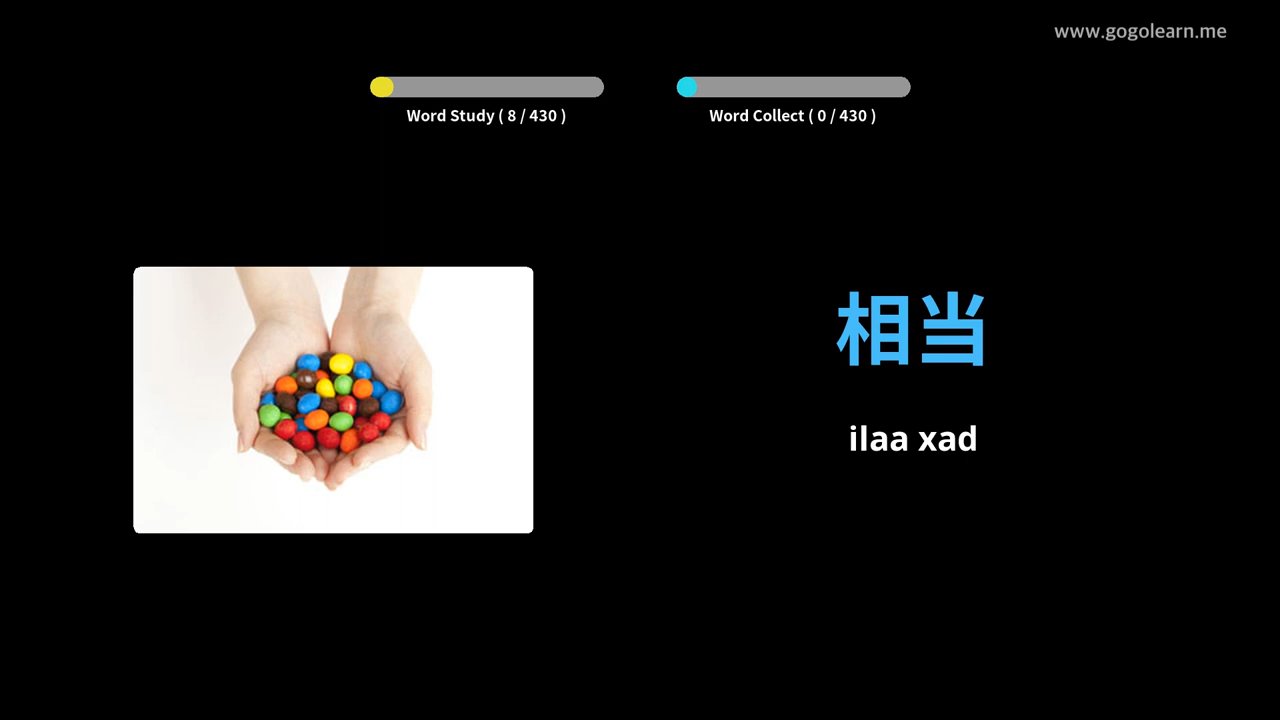 www.gogolearn.me
Word Study ( 8 / 430 )
Word Collect ( 0 / 430 )
相当
ilaa xad